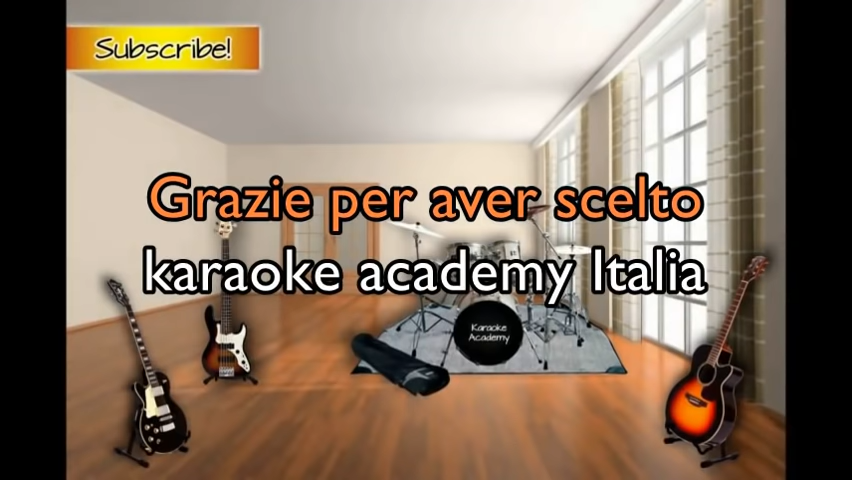 Subscribe!
Grazie per aver scelto
karaoke academy Italia
Karaoke
Academy